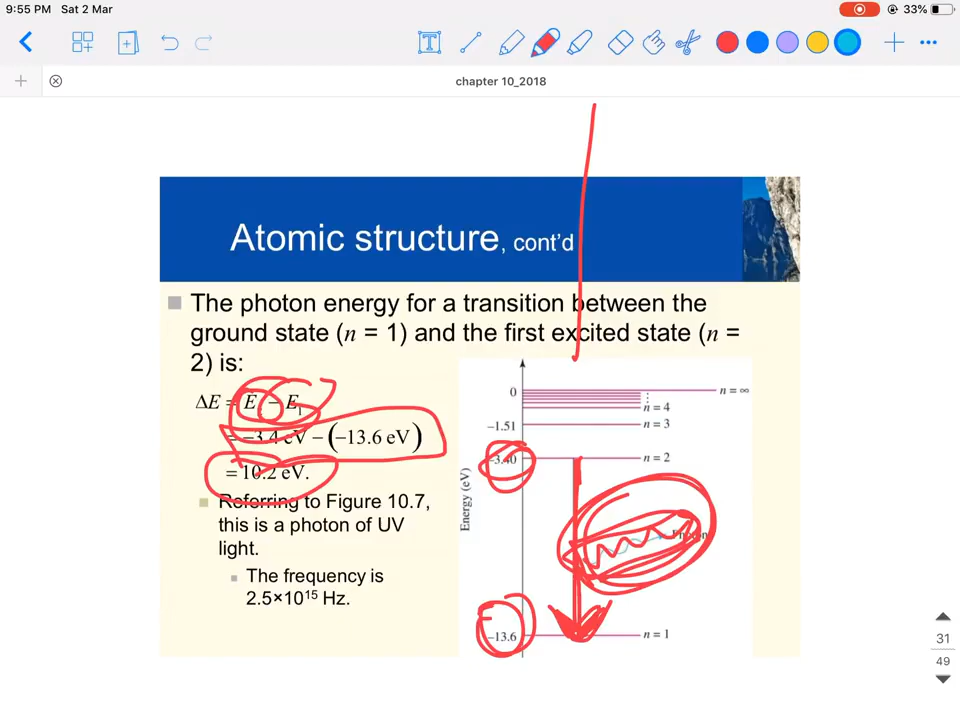 9:55 PM Sat 2 Mar
33%
chapter 10_2018
Atomic structure, cont'd
The photon energy for a transition between the
ground state (n = 1) and the first excited state (n =
2) is:
ΔE = E − E₁
= −3.4 eV − (−13.6 eV)
= 10.2 eV.
Referring to Figure 10.7,
this is a photon of UV
light.
The frequency is
2.5×10¹⁵ Hz.
Energy (eV)
0
n = ∞
n = 4
−1.51
n = 3
−3.40
n = 2
Photon
−13.6
n = 1
31
49